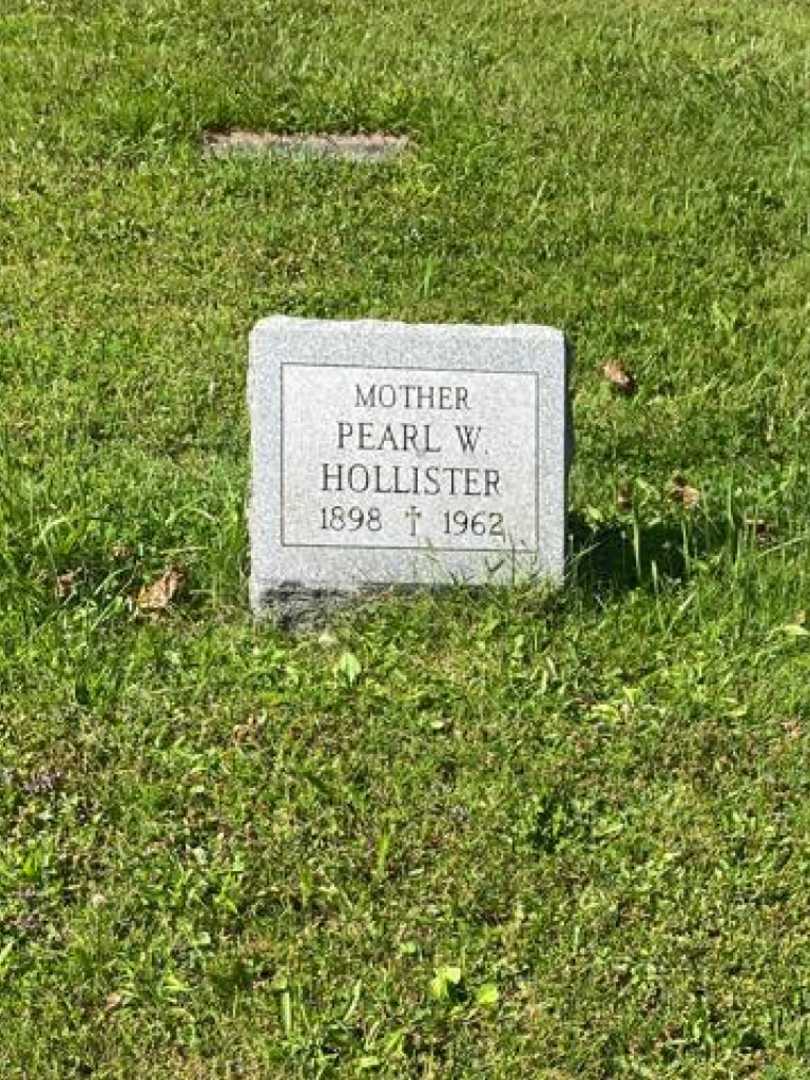 MOTHER
PEARL W.
HOLLISTER
1898 † 1962